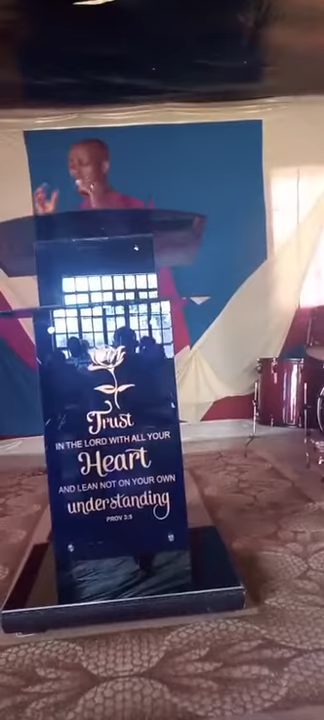 Trust
IN THE LORD WITH ALL YOUR
Heart
AND LEAN NOT ON YOUR OWN
understanding
PROV 3:5